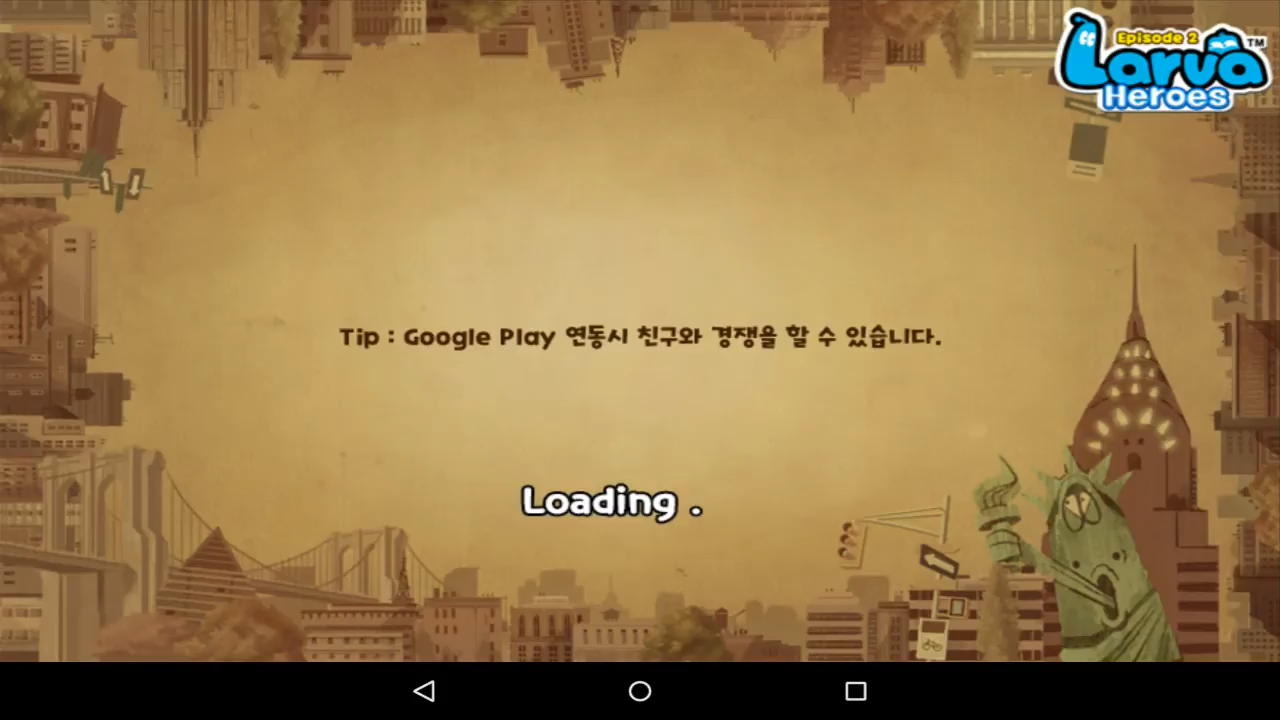 Episode 2
Larva TM
Heroes
Tip : Google Play 연동시 친구와 경쟁을 할 수 있습니다.
Loading .